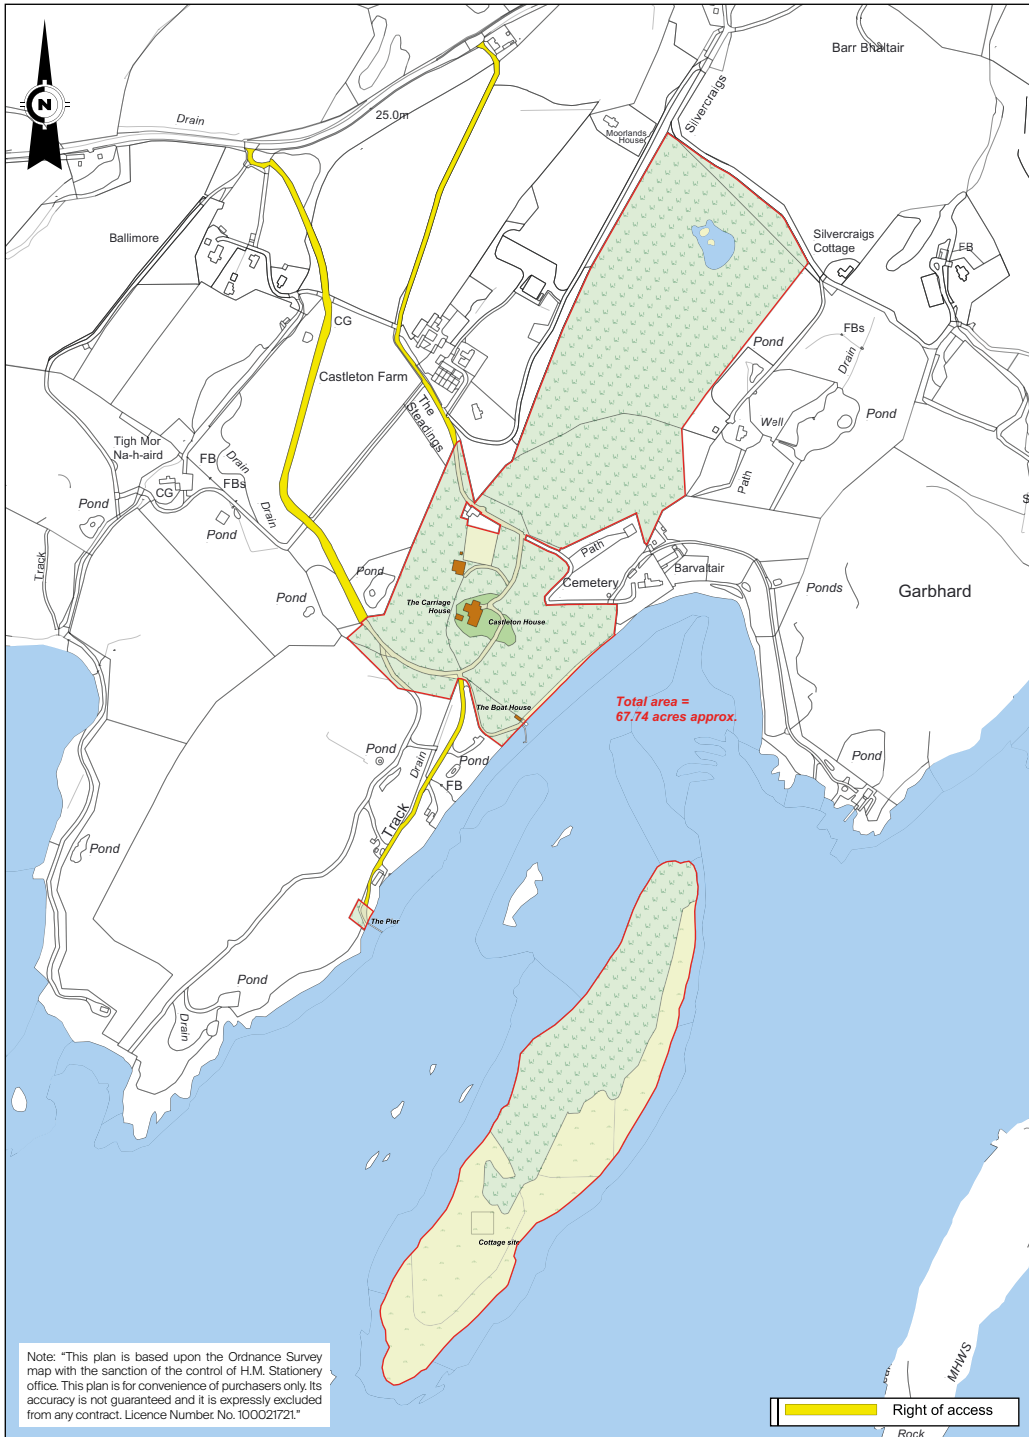 Barr Bhaltair
N
Drain
25.0m
Silvercraigs
Moorlands
House
Ballimore
Silvercraigs
Cottage
FB
CG
FBs
Pond
Drain
Castleton Farm
The
Steadings
Pond
Well
Tigh Mor
Na-h-aird
FB
Drain
FBs
CG
Path
Pond
Drain
Pond
Path
Track
Pond
Cemetery
Barvaltair
Pond
Ponds
Garbhard
The Carriage
House
Castleton House
Total area =
67.74 acres approx.
The Boat House
Pond
Drain
Pond
FB
Pond
Track
Pond
The Pier
Pond
Drain
Cottage site
MHWS
Note: “This plan is based upon the Ordnance Survey
map with the sanction of the control of H.M. Stationery
office. This plan is for convenience of purchasers only. Its
accuracy is not guaranteed and it is expressly excluded
from any contract. Licence Number. No. 100021721.”
Right of access
Rock